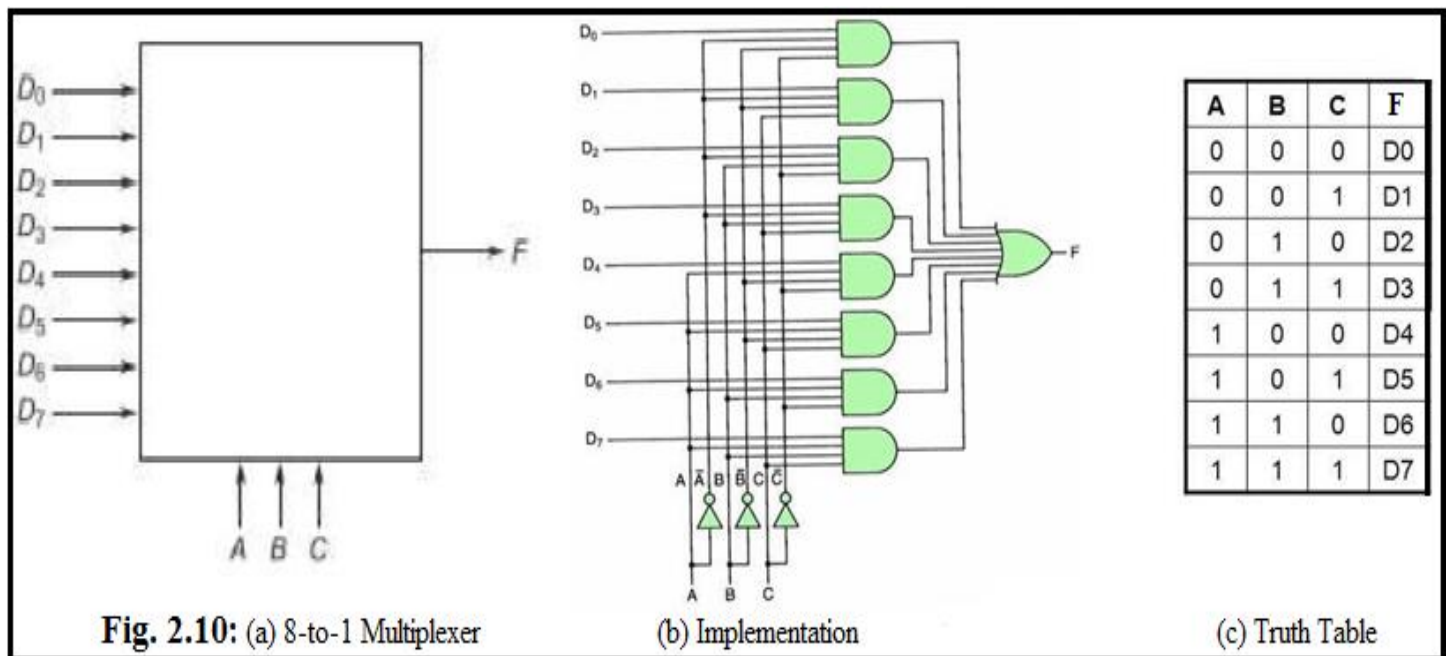 D₀
D₁
D₂
D₃
D₄
D₅
D₆
D₇
F
A B C
D₀
D₁
D₂
D₃
D₄
D₅
D₆
D₇
F
A A̅ B B̅ C C̅
A B C
A B C F
0 0 0 D0
0 0 1 D1
0 1 0 D2
0 1 1 D3
1 0 0 D4
1 0 1 D5
1 1 0 D6
1 1 1 D7
Fig. 2.10: (a) 8-to-1 Multiplexer (b) Implementation (c) Truth Table